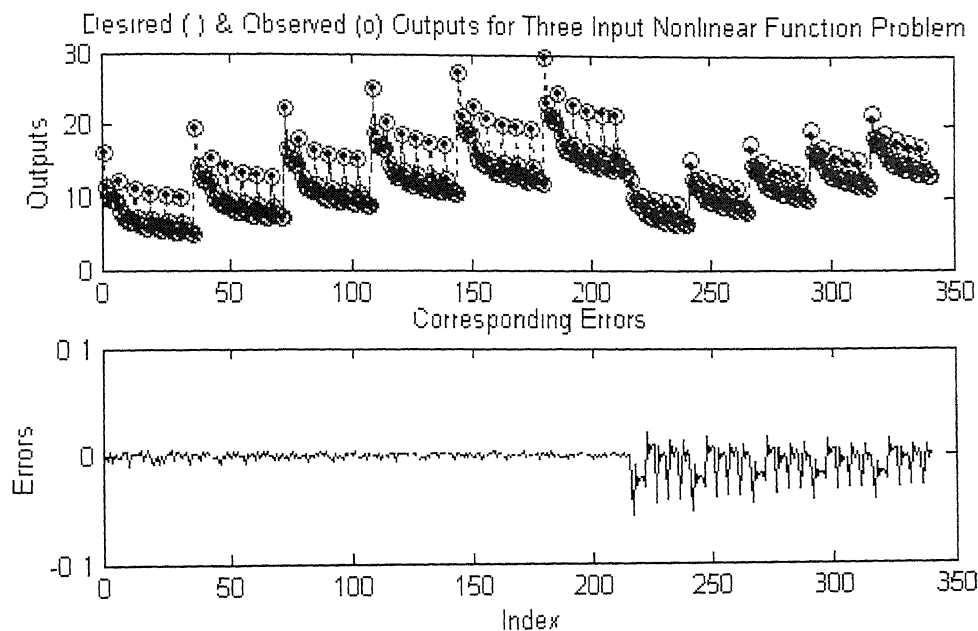 Desired ( ) & Observed (o) Outputs for Three Input Nonlinear Function Problem
30
20
10
0
Outputs
0 50 100 150 200 250 300 350
Corresponding Errors
0 1
0
-0 1
Errors
0 50 100 150 200 250 300 350
Index